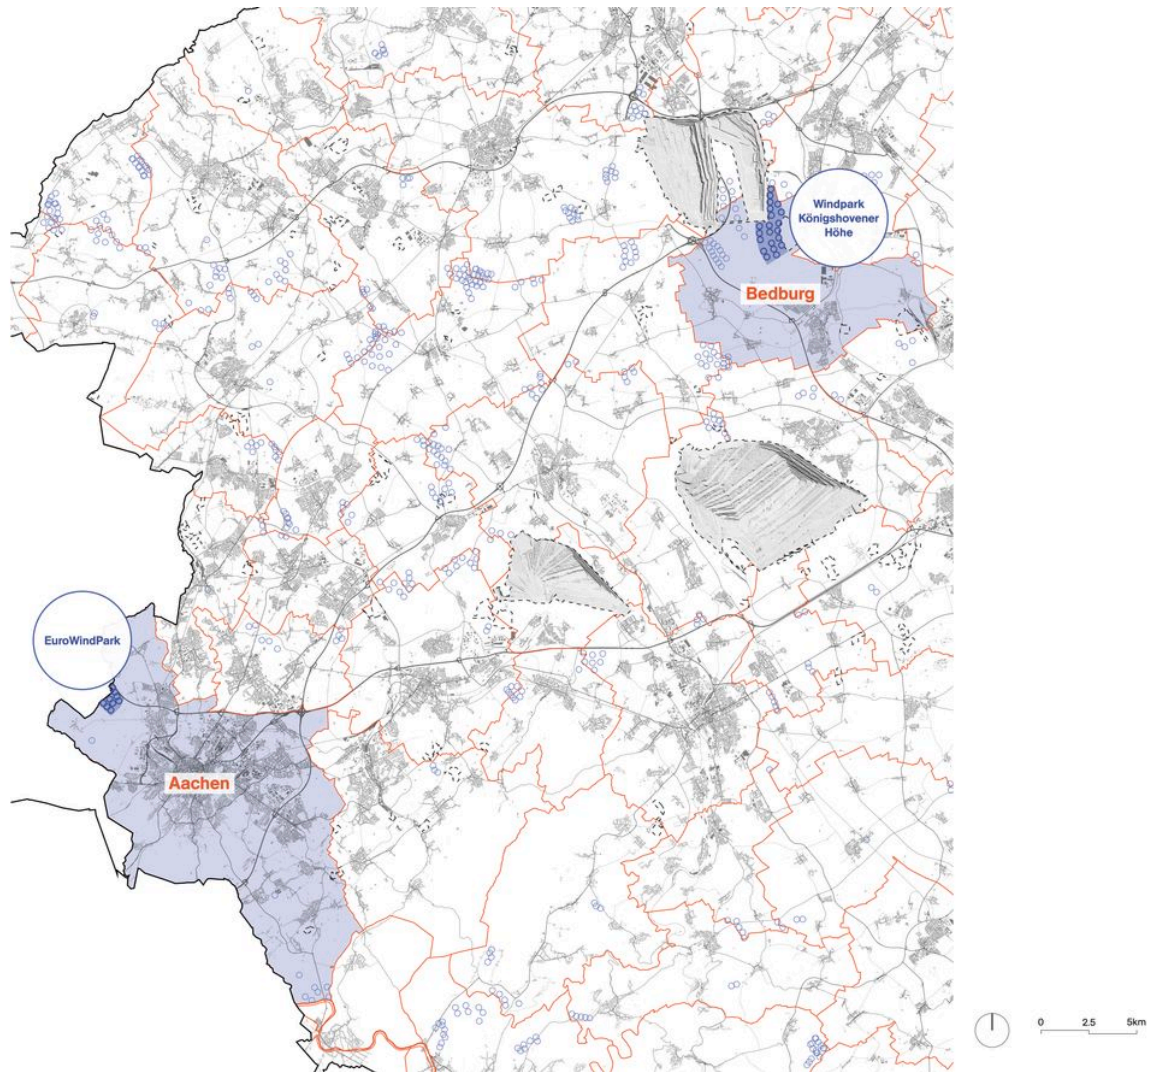 Windpark
Königshovener
Höhe
Bedburg
EuroWindPark
Aachen
0 2.5 5km